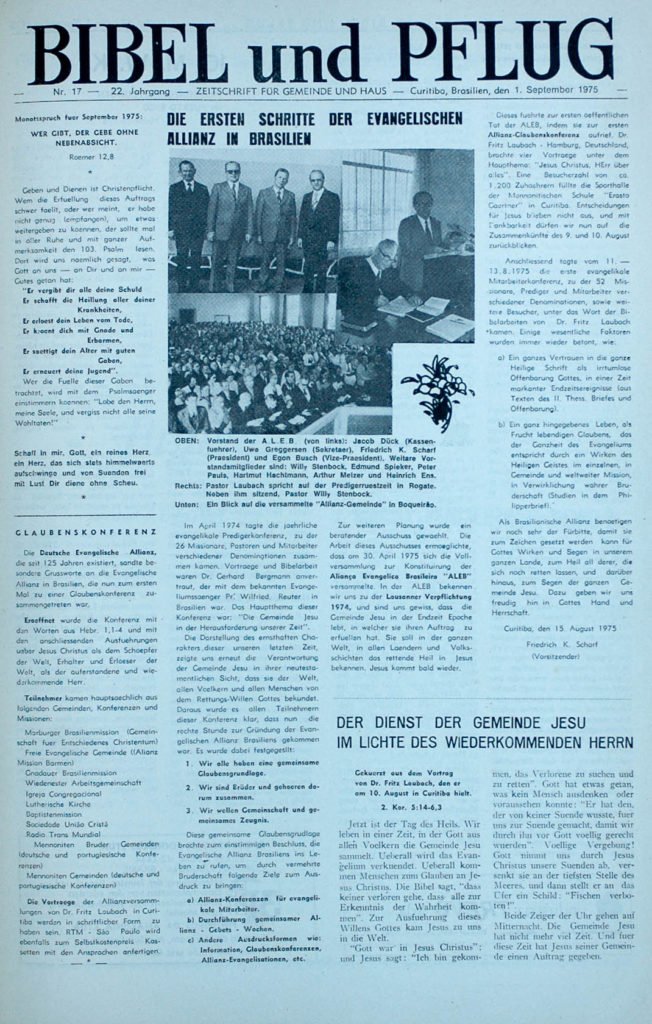 BIBEL und PFLUG
Nr. 17 — 22. Jahrgang — ZEITSCHRIFT FÜR GEMEINDE UND HAUS — Curitiba, Brasilien, den 1. September 1975
Monatsspruch fuer September 1975:
WER GIBT, DER GEBE OHNE
NEBENABSICHT.
Roemer 12,8
*
Geben und Dienen ist Christenpflicht.
Wem die Erfuellung dieses Auftrags
schwer faellt, oder wer meint, er habe
nicht genug (empfangen), um etwas
weitergeben zu koennen, der sollte mal
in aller Ruhe und mit ganzer Auf-
merksamkeit den 103. Psalm lesen.
Dort wird uns naemlich gesagt, was
Gott an uns — an Dir und an mir —
Gutes getan hat:
"Er vergibt dir alle deine Schuld
Er schafft die Heillung aller deiner
Krankheiten,
Er erloest dein Leben vom Tode,
Er kroent dich mit Gnade und
Erbarmen,
Er saettigt dein Alter mit guten
Gaben,
Er erneuert deine Jugend".
Wer die Fuelle dieser Gaben be-
trachtet, wird mit dem Psalmsaenger
einstimmen koennen: "Lobe den Herrn,
meine Seele, und vergiss nicht alle seine
Wohltaten!"
*
Schaff in mir, Gott, ein reines Herz,
ein Herz, das sich stets himmelwaerts
aufschwinge und von Suenden frei
mit Lust Dir diene ohne Scheu.
*
GLAUBENSKONFERENZ
Die Deutsche Evangelische Allianz,
die seit 125 Jahren existiert, sandte be-
sondere Grussworte an die Evangelische
Allianz in Brasilien, die nun zum ersten
Mal zu einer Glaubenskonferenz zu-
sammengetreten war.
Eroeffnet wurde die Konferenz mit
den Worten aus Hebr. 1,1-4 und mit
den anschliessenden Ausfuehrungen
ueber Jesus Christus als dem Schoepfer
der Welt, Erhalter und Erloeser der
Welt, als der auferstandene und wie-
derkommende Herr.
Teilnehmer kamen hauptsaechlich aus
folgenden Gemeinden, Konferenzen und
Missionen:
Marburger Brasilienmission (Gemein-
schaft fuer Entschiedenes Christentum)
Freie Evangelische Gemeinde ((Allianz
Mission Barmen)
Gnadauer Brasilienmission
Wiedenester Arbeitsgemeinschaft
Igreja Congregacional
Lutherische Kirche
Baptistenmission
Sociedade União Cristã
Radio Trans Mundial
Mennoniten Bruder Gemeinden
(deutsche und portugiesische Konfe-
renzen)
Mennoniten Gemeinden (deutsche und
portugiesische Konferenzen)
Die Vortraege der Allianzversamm-
lungen von Dr. Fritz Laubach in Curi-
tiba werden in schriftlicher Form zu
haben sein. RTM - São Paulo wird
ebenfalls zum Selbstkostenpreis Kas-
setten mit den Ansprachen anfertigen.
— * —
DIE ERSTEN SCHRITTE DER EVANGELISCHEN
ALLIANZ IN BRASILIEN
OBEN: Vorstand der A.L.E.B. (von links): Jacob Dück (Kassen-
fuehrer), Uwe Greggersen (Sekretaer), Friedrich K. Scharf
(Praesident) und Egon Busch (Vize-Praesident). Weitere Vor-
standsmitglieder sind: Willy Stenbock, Edmund Spieker, Peter
Pauls, Hartmut Hachtmann, Arthur Melzer und Heinrich Ens.
Rechts: Pastor Laubach spricht auf der Predigerruestzeit in Rogate.
Neben ihm sitzend, Pastor Willy Stenbock.
Unten: Ein Blick auf die versammelte "Allianz-Gemeinde" in Boqueirão.
Im April 1974 tagte die jaehrliche
evangelikale Predigerkonferenz, zu der
26 Missionare, Pastoren und Mitarbeiter
verschiedener Denominationen zusam-
men kamen. Vortraege und Bibelarbeit
waren Dr. Gerhard Bergmann anver-
traut, der mit dem bekannten Evange-
liumssaenger Pr. Wilfried Reuter in
Brasilien war. Das Hauptthema dieser
Konferenz war: "Die Gemeinde Jesu
in der Herausforderung unserer Zeit".
Die Darstellung des ernsthaften Cha-
rakters dieser unseren letzten Zeit,
zeigte uns erneut die Verantwortung
der Gemeinde Jesu in ihrer neutesta-
mentlichen Sicht, dass sie der Welt,
allen Voelkern und allen Menschen von
dem Rettungs-Willen Gottes bekundet.
Daraus wurde es allen Teilnehmern
dieser Konferenz klar, dass nun die
rechte Stunde zur Gründung der Evan-
gelischen Allianz Brasiliens gekommen
war. Es wurde dabei festgestellt:
1. Wir alle haben eine gemeinsame
Glaubensgrundlage.
2. Wir sind Brüder und gehoeren da-
rum zusammen.
3. Wir wollen Gemeinschaft und ge-
meinsames Zeugnis.
Diese gemeinsame Glaubensgrundlage
brachte zum einstimmigen Beschluss, die
Evangelische Allianz Brasiliens ins Le-
ben zu rufen, um durch vermehrte
Bruderschaft folgende Ziele zum Aus-
druck zu bringen:
a) Allianz-Konferenzen für evangeli-
kale Mitarbeiter.
b) Durchführung gemeinsamer Al-
lianz - Gebets - Wochen.
c) Andere Ausdrucksformen wie:
Information, Glaubenskonferenzen,
Allianz-Evangelisationen, etc.
Zur weiteren Planung wurde ein
beratender Ausschuss gewaehlt. Die
Arbeit dieses Ausschusses ermoeglichte,
dass am 30. April 1975 sich die Voll-
versammlung zur Konstituirung der
Aliança Evangelica Brasileira "ALEB"
versammelte. In der ALEB bekennen
wir uns zu der Lausanner Verpflichtung
1974, und sind uns gewiss, dass die
Gemeinde Jesu in der Endzeit Epoche
lebt, in welcher sie ihren Auftrag zu
erfuellen hat. Sie soll in der ganzen
Welt, in allen Laendern und Volks-
schichten das rettende Heil in Jesus
bekennen. Jesus kommt bald wieder.
Dieses fuehrte zur ersten oeffentlichen
Tat der ALEB, indem sie zur ersten
Allianz-Glaubenskonferenz aufrief. Dr.
Fritz Laubach - Hamburg, Deutschland,
brachte vier Vortraege unter dem
Hauptthema: "Jesus Christus, HErr über
alles". Eine Besucherzahl von ca.
1.200 Zuhoehrern füllte die Sporthalle
der Mennonitischen Schule "Erasto
Gaertner" in Curitiba. Entscheidungen
für Jesus blieben nicht aus, und mit
Dankbarkeit dürfen wir nun auf die
Zusammenkünfte des 9. und 10. August
zurückblicken.
Anschliessend tagte vom 11. —
13.8.1975 die erste evangelikale
Mitarbeiterkonferenz, zu der 52 Mis-
sionare, Prediger und Mitarbeiter ver-
schiedener Denominationen, sowie wei-
tere Besucher, unter das Wort der Bi-
belarbeiten von Dr. Fritz Laubach
kamen. Einige wesentliche Faktoren
wurden immer wieder betont, wie:
a) Ein ganzes Vertrauen in die ganze
Heilige Schrift als irrtumlose
Offenbarung Gottes, in einer Zeit
markanter Endzeitsereignisse (aus
Texten des II. Thess. Briefes und
Offenbarung).
b) Ein ganz hingegebenes Leben, als
Frucht lebendigen Glaubens, das
der Ganzheit des Evangeliums
entspricht durch ein Wirken des
Heiligen Geistes im einzelnen, in
Gemeinde und weltweiter Mission,
in Verwirklichung wahrer Bru-
derschaft (Studien in dem Phi-
lipperbrief).
Als Brasilianische Allianz benoetigen
wir noch sehr der Fürbitte, damit sie
zum Zeichen gesetzt werden kann für
Gottes Wirken und Segen in unserem
ganzen Lande, zum Heil all derer, die
sich noch retten lassen, und darüber
hinaus, zum Segen der ganzen Ge-
meinde Jesu. Dazu geben wir uns
freudig hin in Gottes Hand und
Herrschaft.
Curitiba, den 15. August 1975
Friedrich K. Scharf
(Vorsitzender)
DER DIENST DER GEMEINDE JESU
IM LICHTE DES WIEDERKOMMENDEN HERRN
Gekuerzt aus dem Vortrag
von Dr. Fritz Laubach, den er
am 10. August in Curitiba hielt.
2. Kor. 5:14-6,3
Jetzt ist der Tag des Heils. Wir
leben in einer Zeit, in der Gott aus
allen Voelkern die Gemeinde Jesu
sammelt. Ueberall wird das Evan-
gelium verkuendet. Ueberall kom-
men Menschen zum Glauben an Je-
sus Christus. Die Bibel sagt, "dass
keiner verloren gehe, dass alle zur
Erkenntnis der Wahrheit kom-
men". Zur Ausfuehrung dieses
Willens Gottes kam Jesus zu uns
in die Welt.
"Gott war in Jesus Christus";
und Jesus sagt: "Ich bin gekom-
men, das Verlorene zu suchen und
zu retten". Gott hat etwas getan,
was kein Mensch ausdenken oder
voraussehen konnte: "Er hat den,
der von keiner Suende wusste, fuer
uns zur Suende gemacht, damit wir
durch ihn vor Gott voellig gerecht
wuerden". Voellige Vergebung!
Gott nimmt uns durch Jesus
Christus unsere Suenden ab, ver-
senkt sie an der tiefsten Stelle des
Meeres, und dann stellt er an das
Ufer ein Schild: "Fischen verbo-
ten!".
Beide Zeiger der Uhr gehen auf
Mitternacht. Die Gemeinde Jesu
hat nicht mehr viel Zeit. Und fuer
diese Zeit hat Jesus seiner Gemein-
de einen Auftrag gegeben.